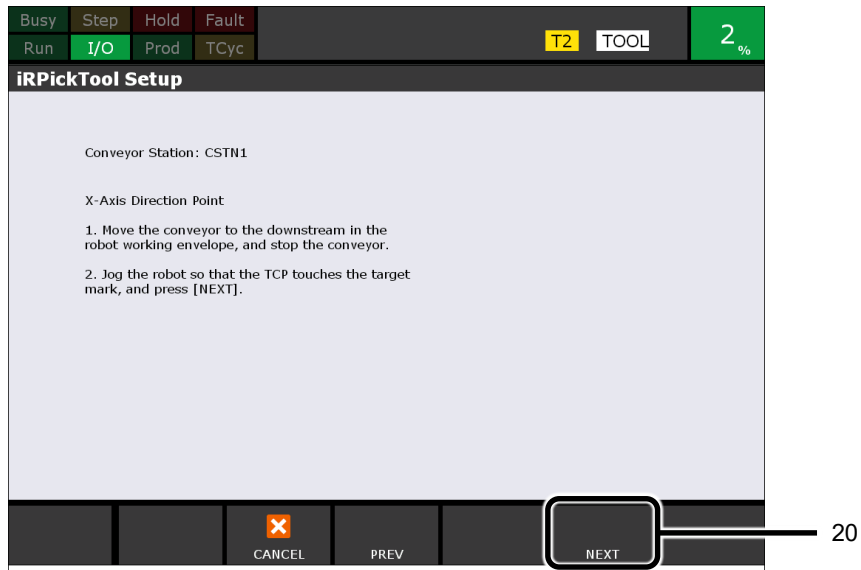 Busy Step Hold Fault
Run I/O Prod TCyc
T2 TOOL
2 %
iRPickTool Setup
Conveyor Station: CSTN1
X-Axis Direction Point
1. Move the conveyor to the downstream in the
robot working envelope, and stop the conveyor.
2. Jog the robot so that the TCP touches the target
mark, and press [NEXT].
CANCEL PREV NEXT
20